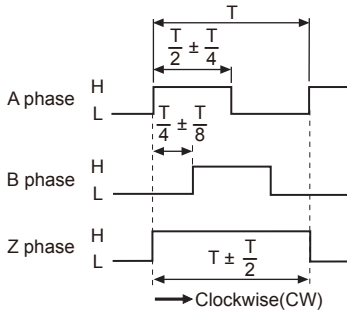 T
T/2 ± T/4
A phase H
L
T/4 ± T/8
B phase H
L
Z phase H
L
T ± T/2
Clockwise(CW)